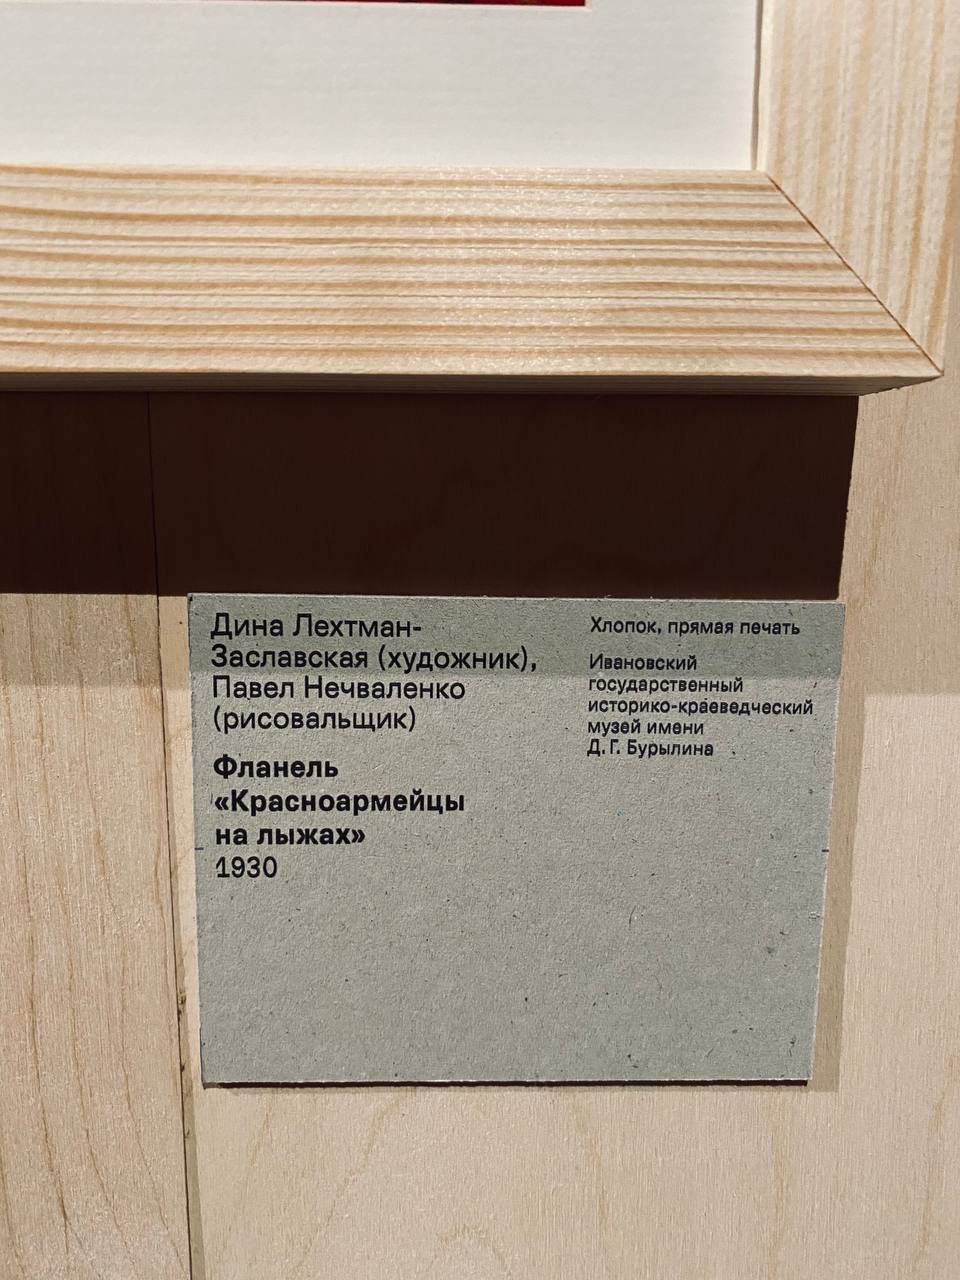 Дина Лехтман-
Заславская (художник),
Павел Нечваленко
(рисовальщик)
Фланель
«Красноармейцы
на лыжах»
1930
Хлопок, прямая печать
Ивановский
государственный
историко-краеведческий
музей имени
Д. Г. Бурылина